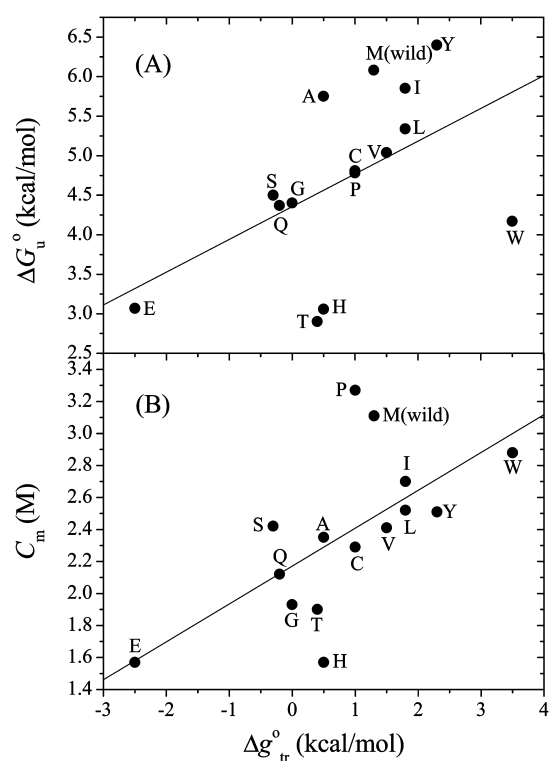 (A)
ΔG°u (kcal/mol)
6.5
6.0
5.5
5.0
4.5
4.0
3.5
3.0
2.5
Y
M(wild)
I
A
L
V
C
P
S
G
Q
W
E
H
T
(B)
Cm (M)
3.4
3.2
3.0
2.8
2.6
2.4
2.2
2.0
1.8
1.6
1.4
P
M(wild)
W
I
L
Y
S
A
V
Q
C
G
T
E
H
-3 -2 -1 0 1 2 3 4
Δg°tr (kcal/mol)